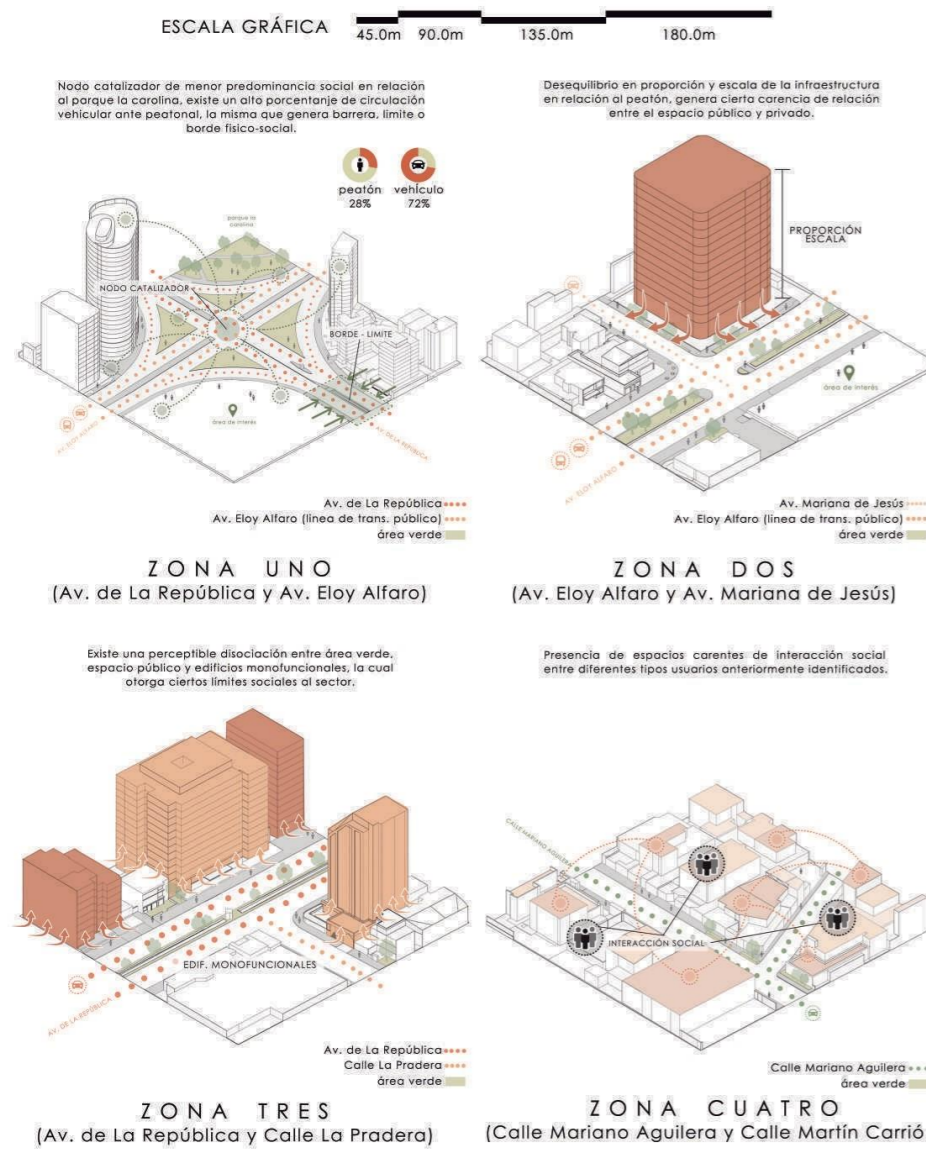 ESCALA GRÁFICA
45.0m 90.0m 135.0m 180.0m
Nodo catalizador de menor predominancia social en relación
al parque la carolina, existe un alto porcentanje de circulación
vehicular ante peatonal, la misma que genera barrera, limite o
borde fisico-social.
peatón
28%
vehículo
72%
parque la
carolina
NODO CATALIZADOR
BORDE - LIMITE
área de interés
AV. ELOY ALFARO
AV. DE LA REPÚBLICA
Av. de La República
Av. Eloy Alfaro (linea de trans. público)
área verde
ZONA UNO
(Av. de La República y Av. Eloy Alfaro)
Desequilibrio en proporción y escala de la infraestructura
en relación al peatón, genera cierta carencia de relación
entre el espacio público y privado.
PROPORCIÓN
ESCALA
área de interés
AV. ELOY ALFARO
Av. Mariana de Jesús
Av. Eloy Alfaro (linea de trans. público)
área verde
ZONA DOS
(Av. Eloy Alfaro y Av. Mariana de Jesús)
Existe una perceptible disociación entre área verde,
espacio público y edificios monofuncionales, la cual
otorga ciertos límites sociales al sector.
EDIF. MONOFUNCIONALES
AV. DE LA REPÚBLICA
Av. de La República
Calle La Pradera
área verde
ZONA TRES
(Av. de La República y Calle La Pradera)
Presencia de espacios carentes de interacción social
entre diferentes tipos usuarios anteriormente identificados.
CALLE MARIANO AGUILERA
INTERACCIÓN SOCIAL
Calle Mariano Aguilera
área verde
ZONA CUATRO
(Calle Mariano Aguilera y Calle Martín Carrió